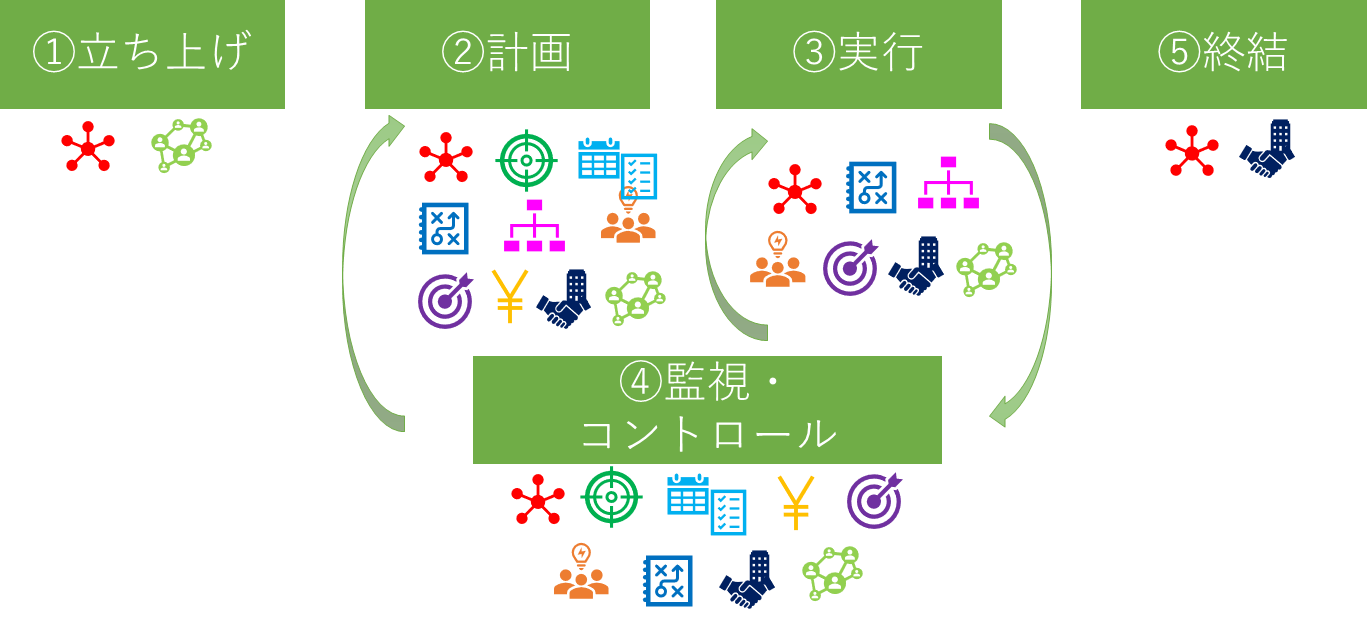 ①立ち上げ
②計画
③実行
⑤終結
④監視・
コントロール